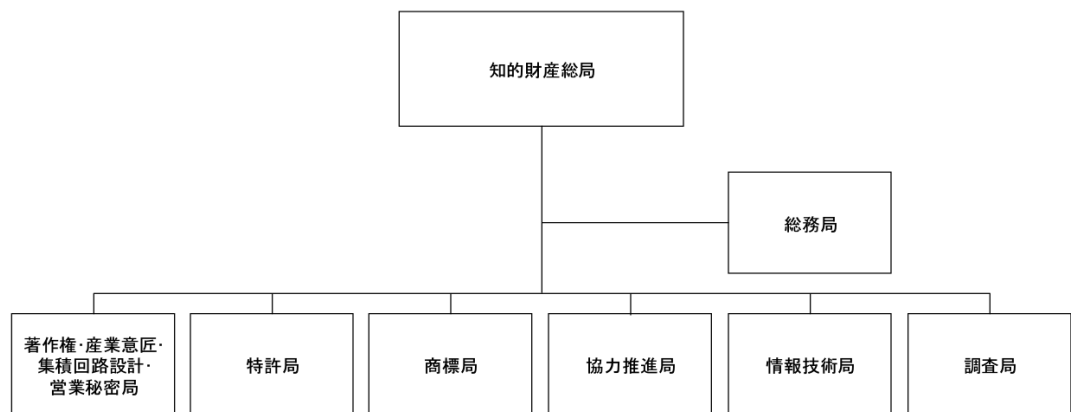 知的財産総局
総務局
著作権・産業意匠・
集積回路設計・
営業秘密局
特許局
商標局
協力推進局
情報技術局
調査局